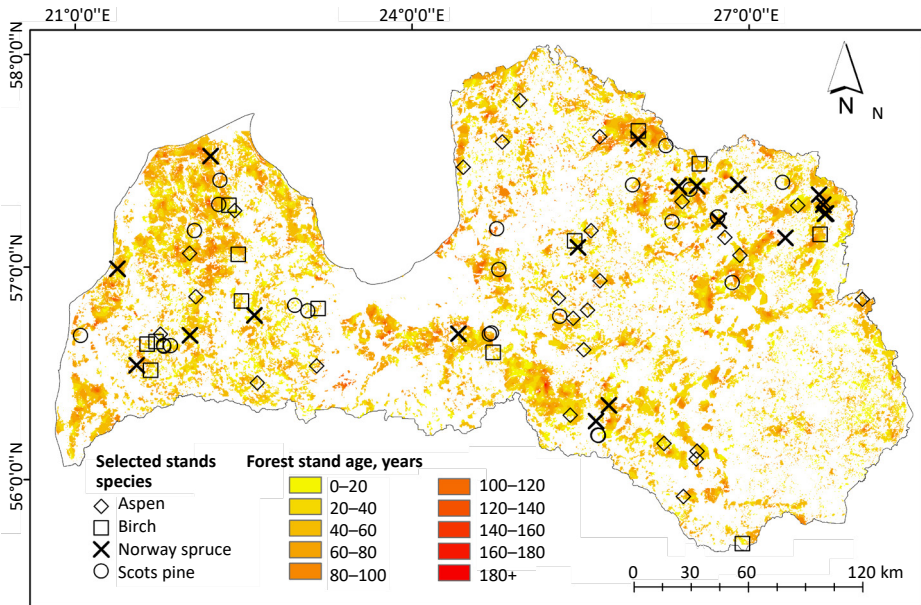 21°0'0"E 24°0'0"E 27°0'0"E
58°0'0"N
57°0'0"N
56°0'0"N
N N
Selected stands
species
Aspen
Birch
Norway spruce
Scots pine
Forest stand age, years
0–20
20–40
40–60
60–80
80–100
100–120
120–140
140–160
160–180
180+
0 30 60 120 km